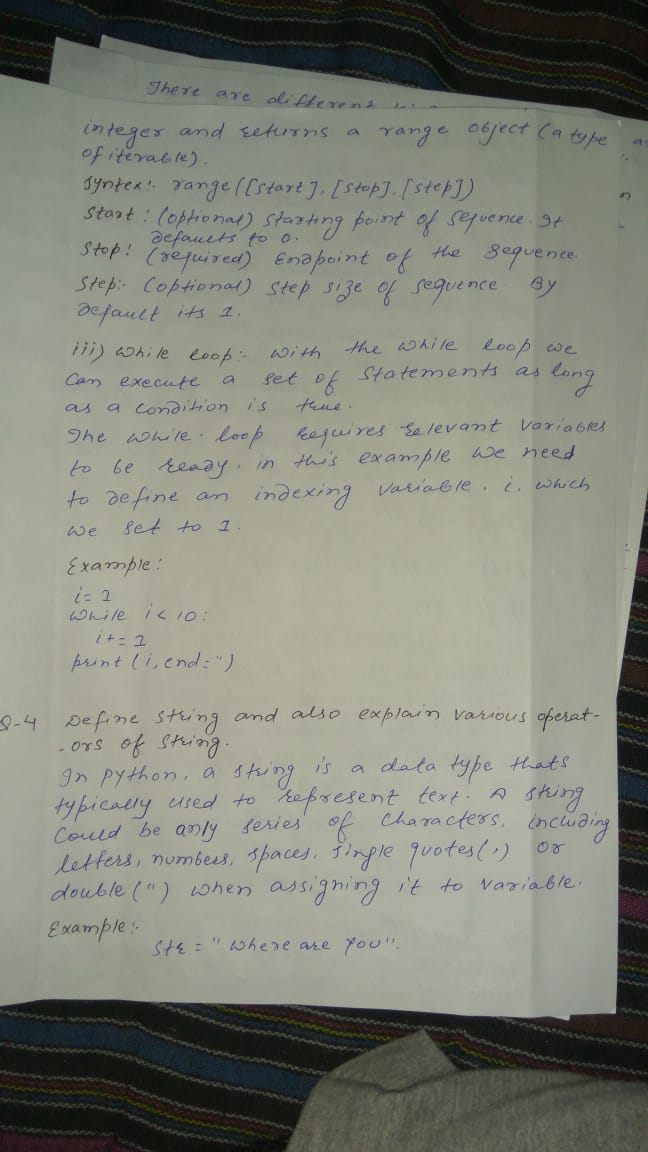 There are different
integer and returns a range object (a type
of iterable).
Syntex:- range([start], [stop], [step])
Start : (optional) starting point of sequence. It
defaults to 0.
Stop: (required) Endpoint of the sequence.
Step:- (optional) step size of sequence. By
default its 1.
iii) while loop:- with the while loop we
can execute a set of statements as long
as a condition is true.
The while loop requires relevant variables
to be ready, in this example we need
to define an indexing variable, i, which
we set to 1.
Example:
i= 1
while i < 10:
i+= 1
print (i, end='')
Q-4 Define string and also explain various operat-
-ors of string.
In python, a string is a data type thats
typically used to represent text. A string
could be anly series of characters, including
letters, numbers, spaces, single quotes(') or
double (") when assigning it to variable.
Example:-
str = "where are you".